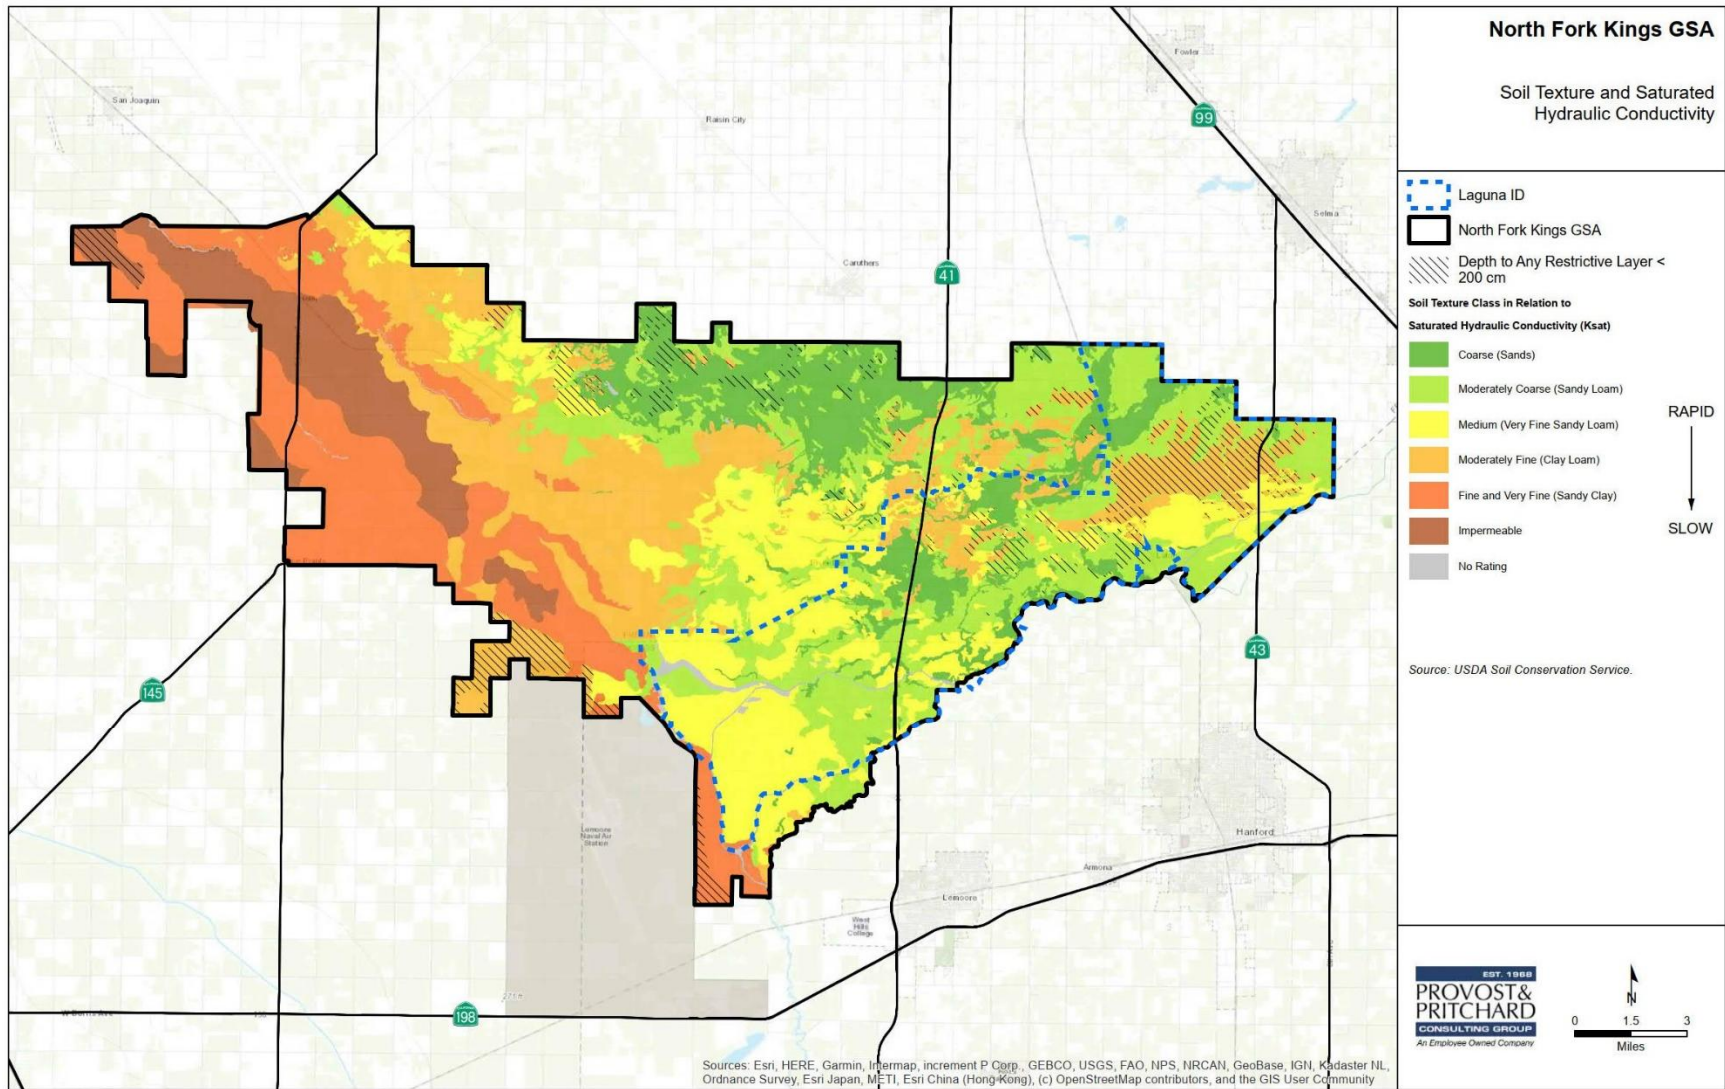 North Fork Kings GSA
Soil Texture and Saturated
Hydraulic Conductivity
Laguna ID
North Fork Kings GSA
Depth to Any Restrictive Layer <
200 cm
Soil Texture Class in Relation to
Saturated Hydraulic Conductivity (Ksat)
Coarse (Sands)
Moderately Coarse (Sandy Loam)
Medium (Very Fine Sandy Loam)
Moderately Fine (Clay Loam)
Fine and Very Fine (Sandy Clay)
Impermeable
No Rating
RAPID
SLOW
Source: USDA Soil Conservation Service.
EST. 1968
PROVOST&
PRITCHARD
CONSULTING GROUP
An Employee Owned Company
N
0 1.5 3
Miles
Fowler
San Joaquin
Raisin City
99
Selma
Caruthers
41
43
145
Lemoore
Naval Air
Station
Hanford
Armona
Lemoore
West
Hills
College
275 ft
198
Sources: Esri, HERE, Garmin, Intermap, increment P Corp., GEBCO, USGS, FAO, NPS, NRCAN, GeoBase, IGN, Kadaster NL,
Ordnance Survey, Esri Japan, METI, Esri China (Hong Kong), (c) OpenStreetMap contributors, and the GIS User Community